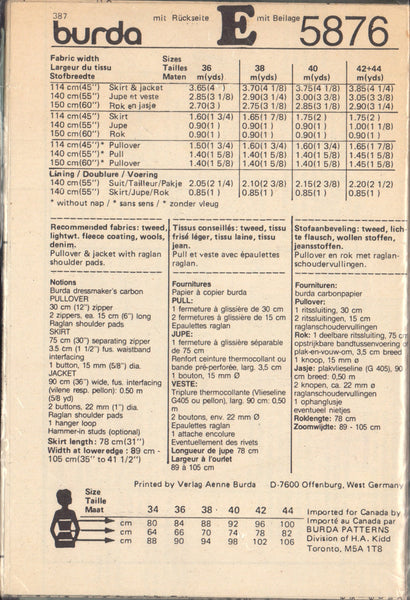 387
mit Rückseite E mit Beilage
burda 5876
Fabric width Sizes 36 38 40 42+44
Largeur du tissu Tailles
Stofbreedte Maten m(yds) m(yds) m(yds) m(yds)
114 cm(45") Skirt & jacket 3.65(4 ) 3.70(4 1/8) 3.75(4 1/8) 3.85(4 1/4)
140 cm(55") Jupe et veste 2.85(3 1/8) 2.90(3 1/4) 3.00(3 3/8) 3.05(3 3/8)
150 cm(60") Rok en jasje 2.70(3 ) 2.75(3 ) 2.85(3 1/8) 2.90(3 1/4)
114 cm(45") Skirt 1.60(1 3/4) 1.65(1 7/8) 1.75(2 ) 1.75(2 )
140 cm(55") Jupe 0.90(1 ) 0.90(1 ) 0.90(1 ) 1.00(1 1/8)
150 cm(60") Rok 0.90(1 ) 0.90(1 ) 0.90(1 ) 0.90(1 )
114 cm(45")* Pullover 1.50(1 3/4) 1.60(1 3/4) 1.60(1 3/4) 1.65(1 7/8)
140 cm(55")* Pull 1.40(1 5/8) 1.40(1 5/8) 1.40(1 5/8) 1.45(1 5/8)
150 cm(60")* Pullover 1.40(1 5/8) 1.40(1 5/8) 1.40(1 5/8) 1.45(1 5/8)
Lining / Doublure / Voering
140 cm(55") Suit/Tailleur/Pakje 2.05(2 1/4) 2.10(2 3/8) 2.15(2 3/8) 2.20(2 1/2)
140 cm(55") Skirt/Jupe/Rok 0.85(1 ) 0.85(1 ) 0.85(1 ) 0.85(1 )
* without nap / * sans sens / * zonder vleug
Recommended fabrics: tweed,
lightwt. fleece coating, wools,
denim.
Pullover & jacket with raglan
shoulder pads.
Notions
Burda dressmaker's carbon
PULLOVER
30 cm (12") zipper
2 zippers, ea. 15 cm (6") long
Raglan shoulder pads
SKIRT
75 cm (30") separating zipper
3.5 cm (1 1/2") fus. waistband
interfacing
1 button, 15 mm (5/8") dia.
JACKET
90 cm (36") wide, fus. interfacing
(vilene resp. pellon): 0.50 m
(5/8 yd)
2 buttons, 22 mm (1") dia.
Raglan shoulder pads
1 hanger loop
Hammer-in studs (optional)
Skirt length: 78 cm(31")
Width at loweredge: 89 cm -
105 cm(35" to 41 1/2")
Tissus conseillés: tweed, tissu
frisé léger, tissu laine, tissu
jean.
Pull et veste avec épaulettes
raglan.
Fournitures
Papier à copier burda
PULL:
1 fermeture à glissière de 30 cm
2 fermetures à glissière de 15 cm
Epaulettes raglan
JUPE:
1 fermeture à glissière séparable
de 75 cm
Renfort ceinture thermocollant ou
bande pré-perforée, larg. 3,5 cm
1 bouton, 15 mm Ø
VESTE:
Triplure thermocollante (Vlieseline
G405 ou pellon), larg. 90 cm: 0,50
m
2 boutons, env. 22 mm Ø
Epaulettes raglan
1 attache encolure
Eventuellement des rivets
Longueur de jupe 78 cm
Largeur à l'ourlet
89 à 105 cm
Stofaanbeveling: tweed, lich-
te flausch, wollen stoffen,
jeansstoffen.
Pullover en rok met raglan-
schoudervullingen.
Fournituren:
burda carbonpapier
Pullover:
1 ritssluiting, 30 cm
2 ritssluitingen, 15 cm
raglanschoudervullingen
Rok: 1 deelbare ritssluiting, 75 c
opstrijkbare bandtussenvoering o
plak-en-vouw-om, 3,5 cm breed
1 knoop, 15 mm ø
Jasje: plakvlieseline (G 405), 90
cm breed: 0,50 m
2 knopen, ca. 22 mm ø
raglanschoudervullingen
1 ophanglusje
eventueel nietjes
Roklengte: 78 cm
Zoomwijdte: 89 - 105 cm
Printed by Verlag Aenne Burda D-7600 Offenburg, West Germany
Size
Taille
Maat 34 36 38 40 42 44
cm 80 84 88 92 96 100
cm 64 66 70 74 78 82
cm 88 90 94 98 102 106
Imported for Canada by
Importé au Canada par
BURDA PATTERNS
Division of H.A. Kidd
Toronto, M5A 1T8